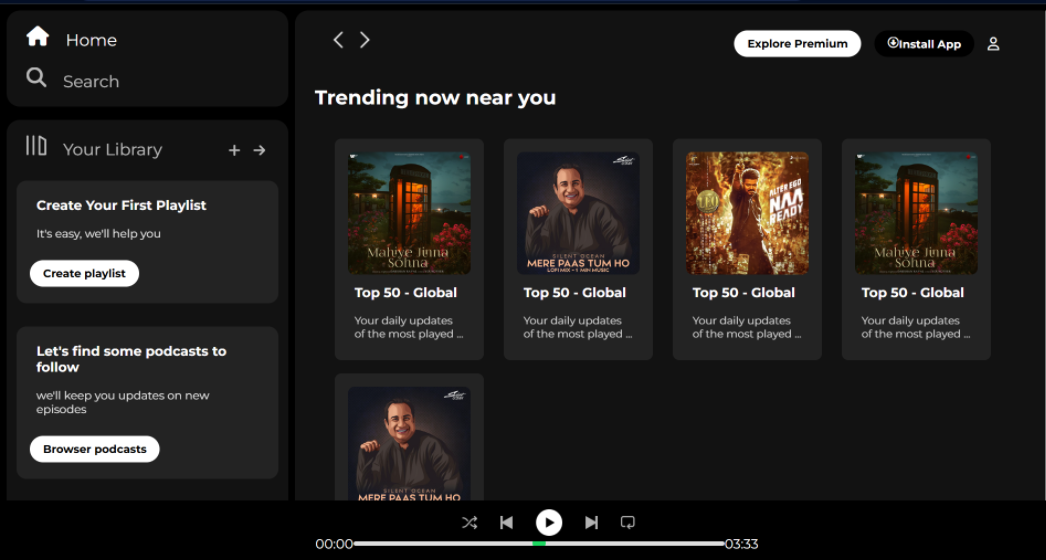 Home
Search
Your Library
Create Your First Playlist
It's easy, we'll help you
Create playlist
Let's find some podcasts to
follow
we'll keep you updates on new
episodes
Browser podcasts
Explore Premium
Install App
Trending now near you
Mahiye Jinna
Sohna
Top 50 - Global
Your daily updates
of the most played ...
SILENT OCEAN
MERE PAAS TUM HO
LOFI MIX - 1 MIN MUSIC
Top 50 - Global
Your daily updates
of the most played ...
ALTER EGO
NAA
READY
Top 50 - Global
Your daily updates
of the most played ...
Mahiye Jinna
Sohna
Top 50 - Global
Your daily updates
of the most played ...
SILENT OCEAN
MERE PAAS TUM HO
00:00
03:33